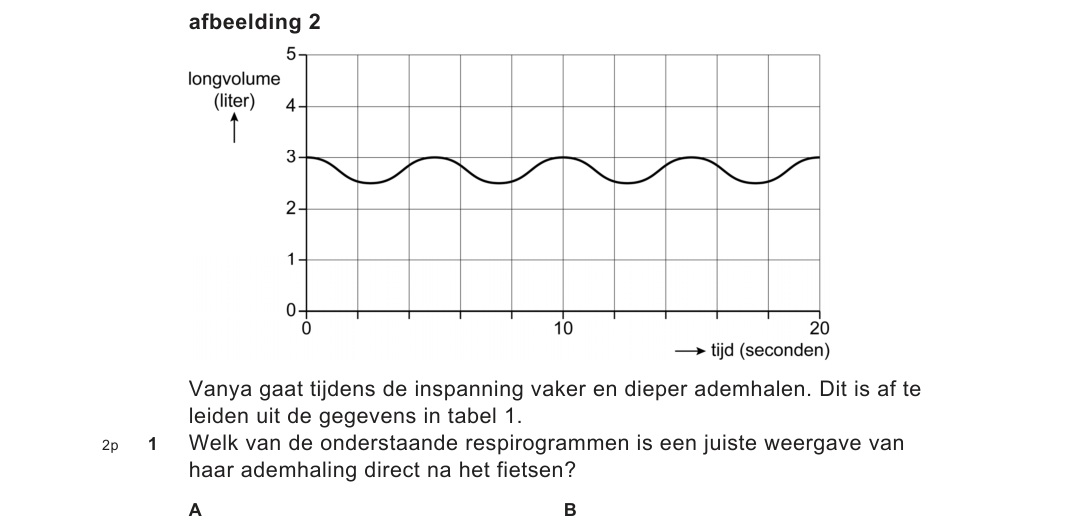 afbeelding 2
5
longvolume
(liter)
4
3
2
1
0
0 10 20
tijd (seconden)
Vanya gaat tijdens de inspanning vaker en dieper ademhalen. Dit is af te
leiden uit de gegevens in tabel 1.
2p 1 Welk van de onderstaande respirogrammen is een juiste weergave van
haar ademhaling direct na het fietsen?
A B